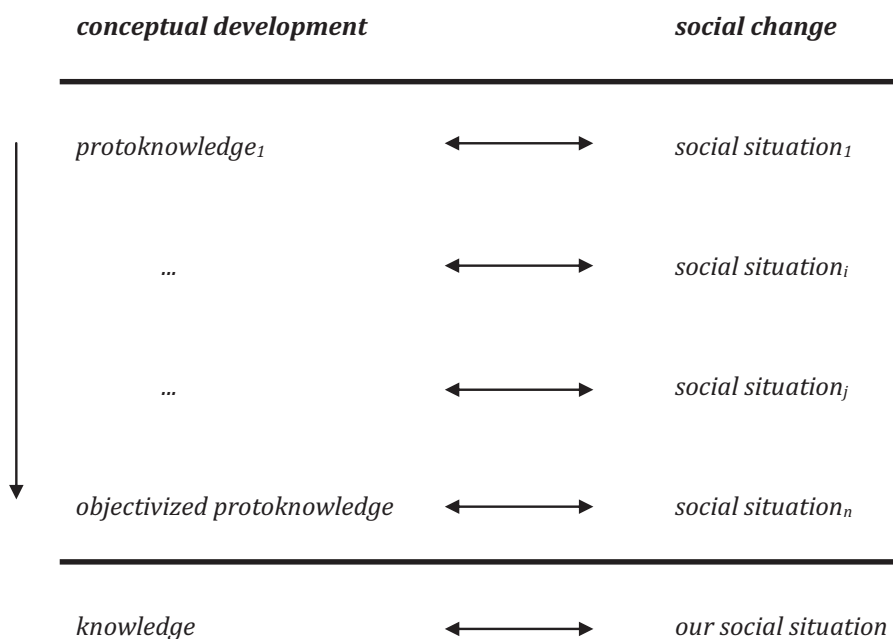 conceptual development social change
protoknowledge₁ social situation₁
... social situationᵢ
... social situationⱼ
objectivized protoknowledge social situationₙ
knowledge our social situation